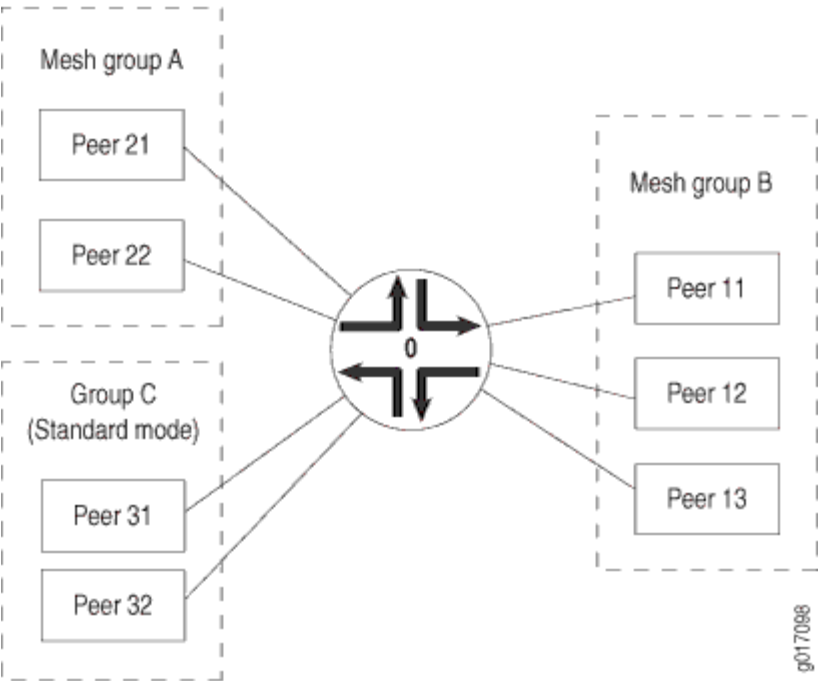 Mesh group A
Peer 21
Peer 22
Group C
(Standard mode)
Peer 31
Peer 32
0
Mesh group B
Peer 11
Peer 12
Peer 13
g017098